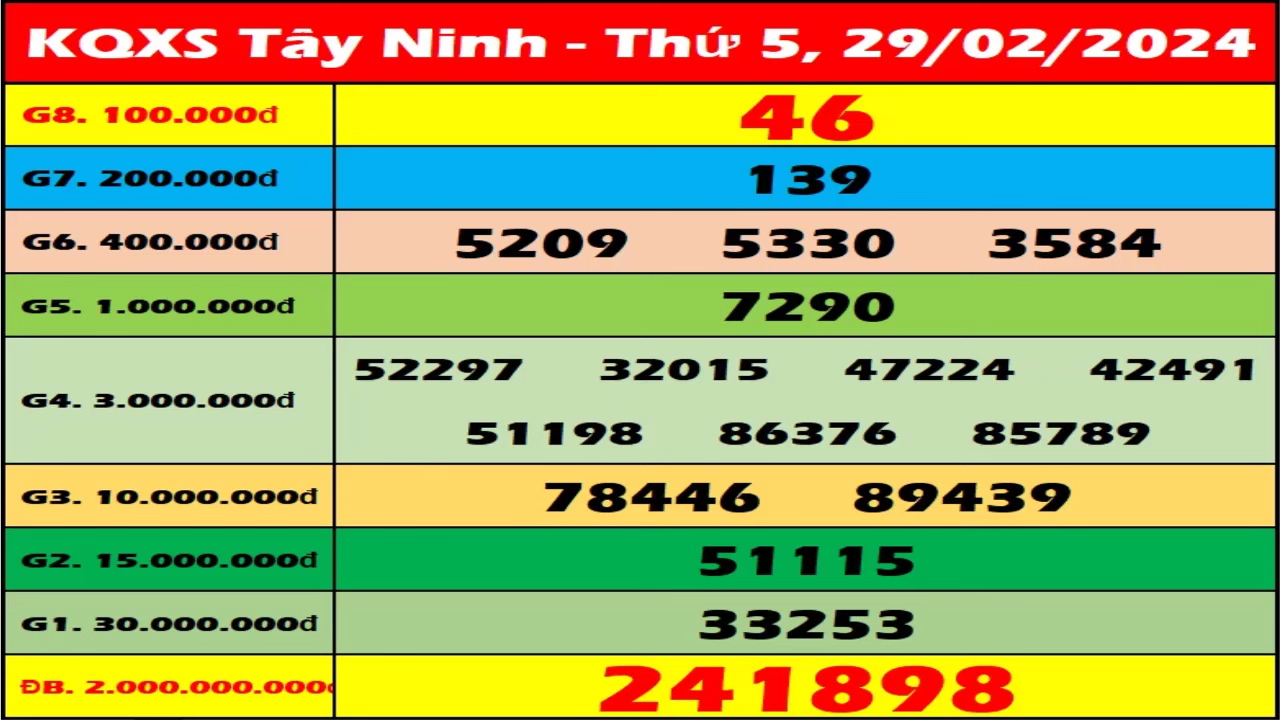 KQXS Tây Ninh - Thứ 5, 29/02/2024
G8. 100.000đ 46
G7. 200.000đ 139
G6. 400.000đ 5209 5330 3584
G5. 1.000.000đ 7290
G4. 3.000.000đ
52297 32015 47224 42491
51198 86376 85789
G3. 10.000.000đ 78446 89439
G2. 15.000.000đ 51115
G1. 30.000.000đ 33253
ĐB. 2.000.000.000đ 241898